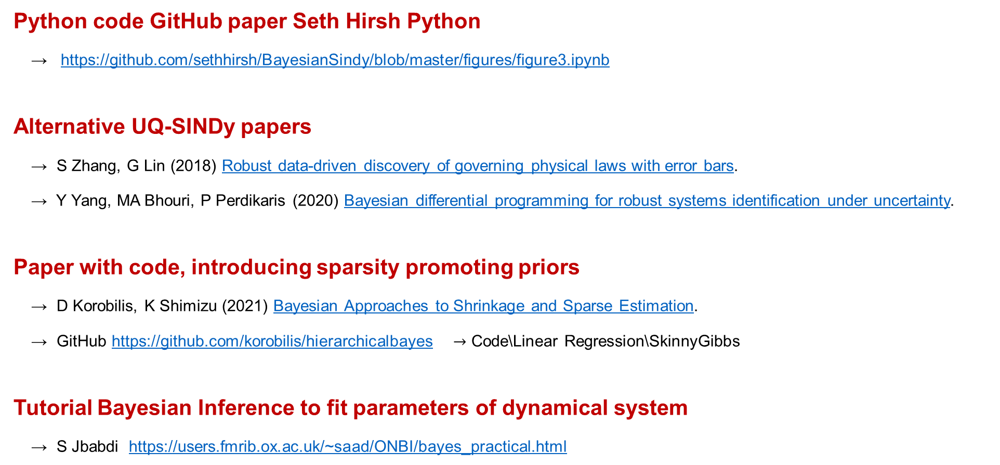 Python code GitHub paper Seth Hirsh Python
→ https://github.com/sethhirsh/BayesianSindy/blob/master/figures/figure3.ipynb
Alternative UQ-SINDy papers
→ S Zhang, G Lin (2018) Robust data-driven discovery of governing physical laws with error bars.
→ Y Yang, MA Bhouri, P Perdikaris (2020) Bayesian differential programming for robust systems identification under uncertainty.
Paper with code, introducing sparsity promoting priors
→ D Korobilis, K Shimizu (2021) Bayesian Approaches to Shrinkage and Sparse Estimation.
→ GitHub https://github.com/korobilis/hierarchicalbayes → Code\Linear Regression\SkinnyGibbs
Tutorial Bayesian Inference to fit parameters of dynamical system
→ S Jbabdi https://users.fmrib.ox.ac.uk/~saad/ONBI/bayes_practical.html